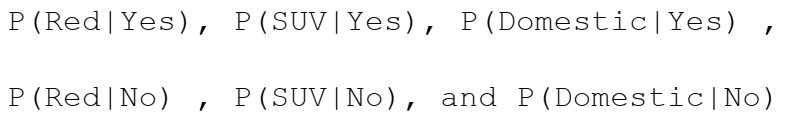 P(Red|Yes), P(SUV|Yes), P(Domestic|Yes) ,
P(Red|No) , P(SUV|No), and P(Domestic|No)